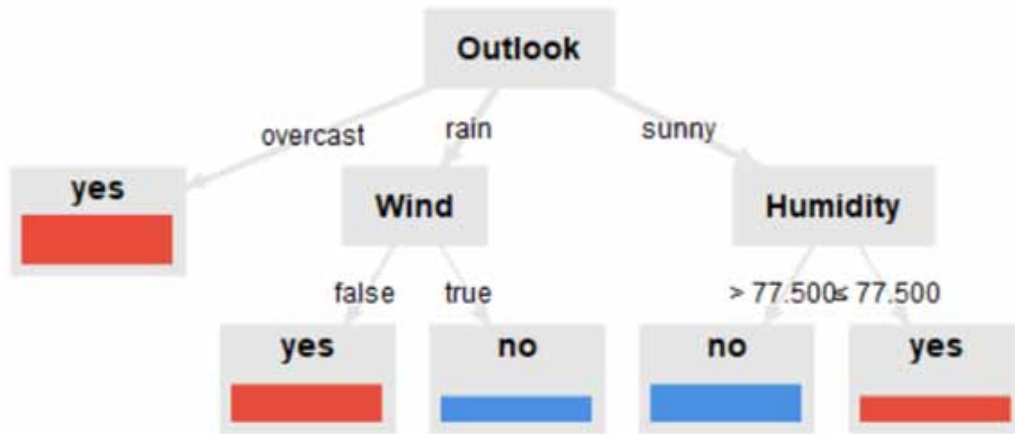 Outlook
overcast rain sunny
yes Wind Humidity
false true > 77.500 ≤ 77.500
yes no no yes